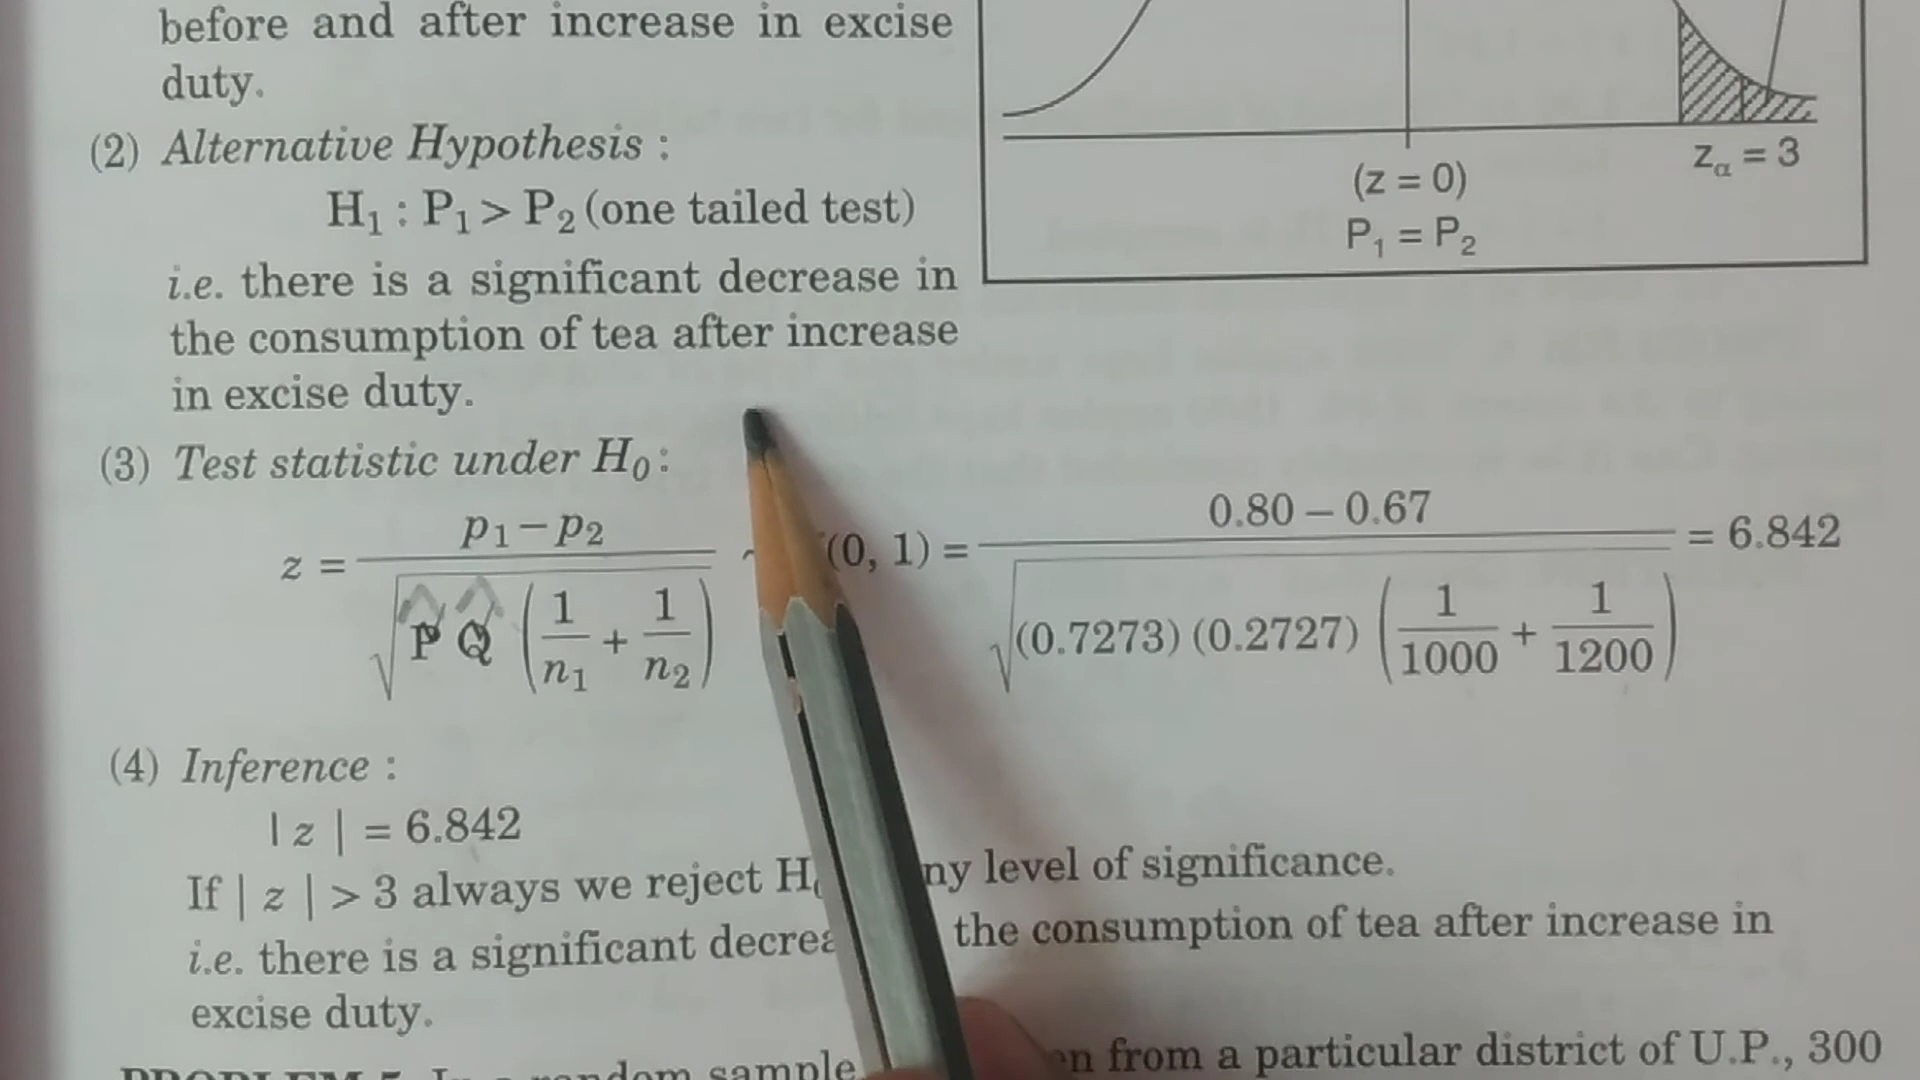 before and after increase in excise
duty.
(2) Alternative Hypothesis :
H₁ : P₁ > P₂ (one tailed test)
i.e. there is a significant decrease in
the consumption of tea after increase
in excise duty.
zα = 3
(z = 0)
P₁ = P₂
(3) Test statistic under H₀ :
z = (p₁ − p₂) / √(P̂ Q̂ (1/n₁ + 1/n₂)) (0, 1) = (0.80 − 0.67) / √((0.7273) (0.2727) (1/1000 + 1/1200)) = 6.842
(4) Inference :
| z | = 6.842
If | z | > 3 always we reject H level of significance.
i.e. there is a significant the consumption of tea after increase in
excise duty.
random sample from a particular district of U.P., 300